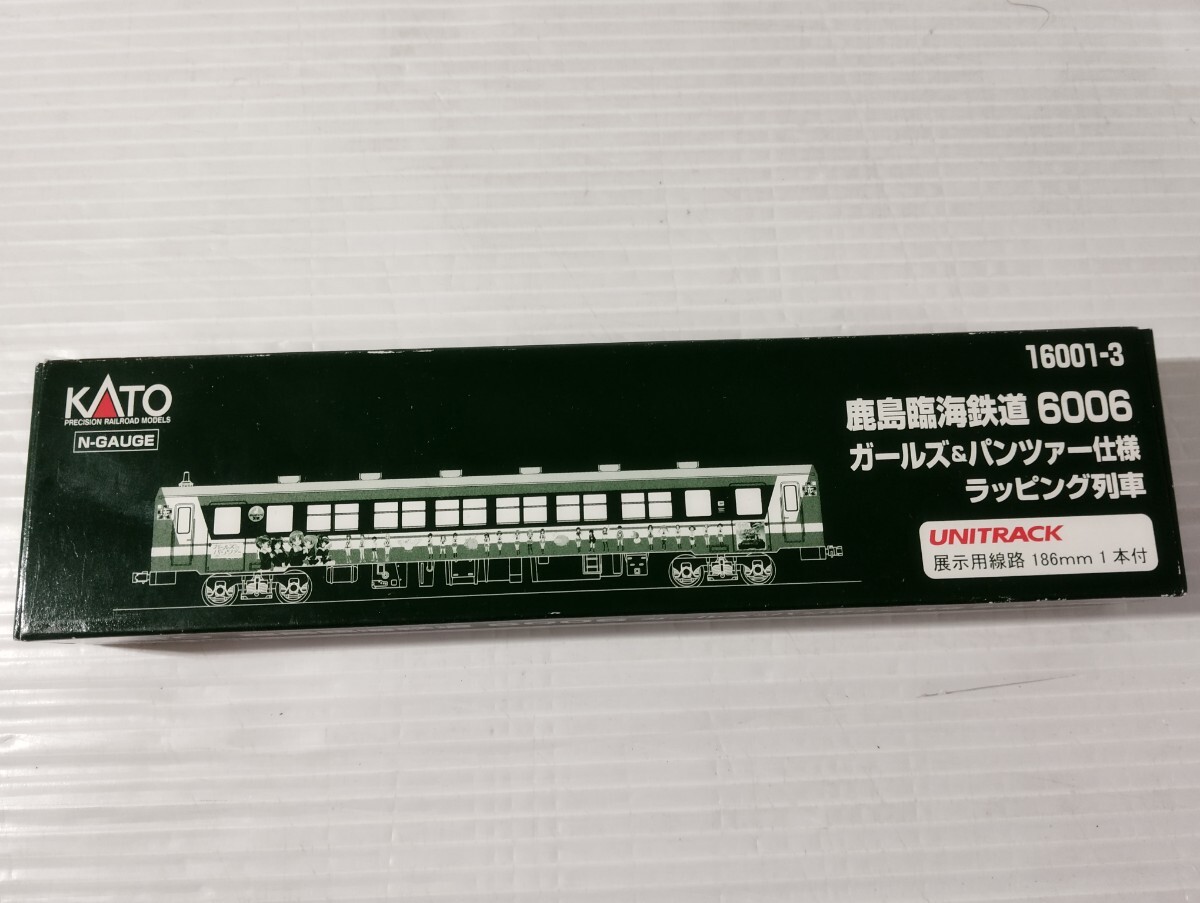 KATO
PRECISION RAILROAD MODELS
N-GAUGE
16001-3
鹿島臨海鉄道 6006
ガールズ&パンツァー仕様
ラッピング列車
UNITRACK
展示用線路 186mm 1本付